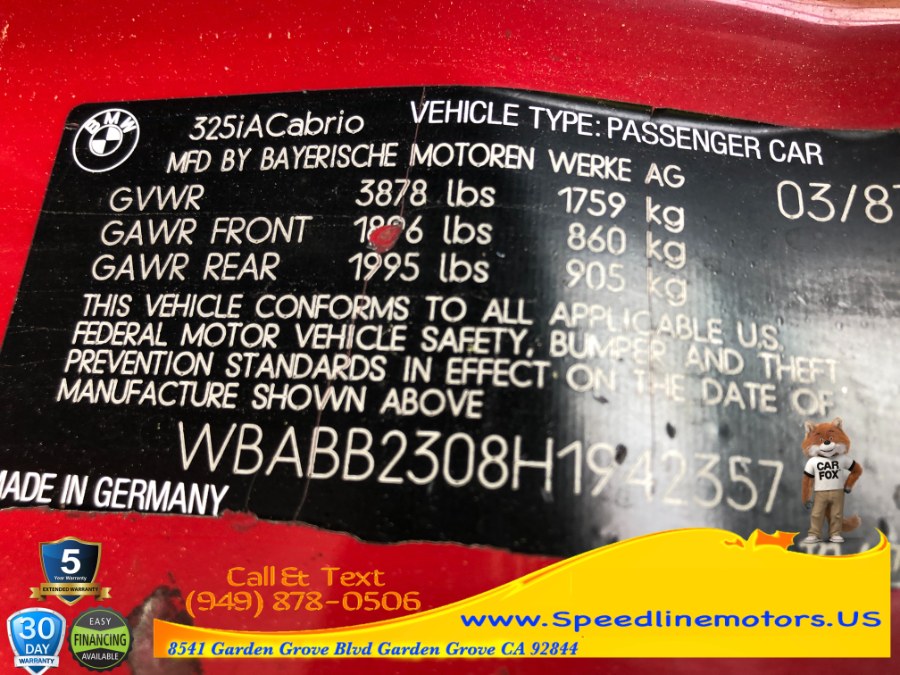 BMW
325iACabrio VEHICLE TYPE: PASSENGER CAR
MFD BY BAYERISCHE MOTOREN WERKE AG
GVWR 3878 lbs 1759 kg 03/87
GAWR FRONT 1896 lbs 860 kg
GAWR REAR 1995 lbs 905 kg
THIS VEHICLE CONFORMS TO ALL APPLICABLE U.S.
FEDERAL MOTOR VEHICLE SAFETY, BUMPER AND THEFT
PREVENTION STANDARDS IN EFFECT ON THE DATE OF
MANUFACTURE SHOWN ABOVE
WBABB2308H1942357
MADE IN GERMANY
CAR
FOX
5
Year Warranty
EXTENDED WARRANTY
30
DAY
WARRANTY
EASY
FINANCING
AVAILABLE
Call & Text
(949) 878-0506
www.Speedlinemotors.US
8541 Garden Grove Blvd Garden Grove CA 92844